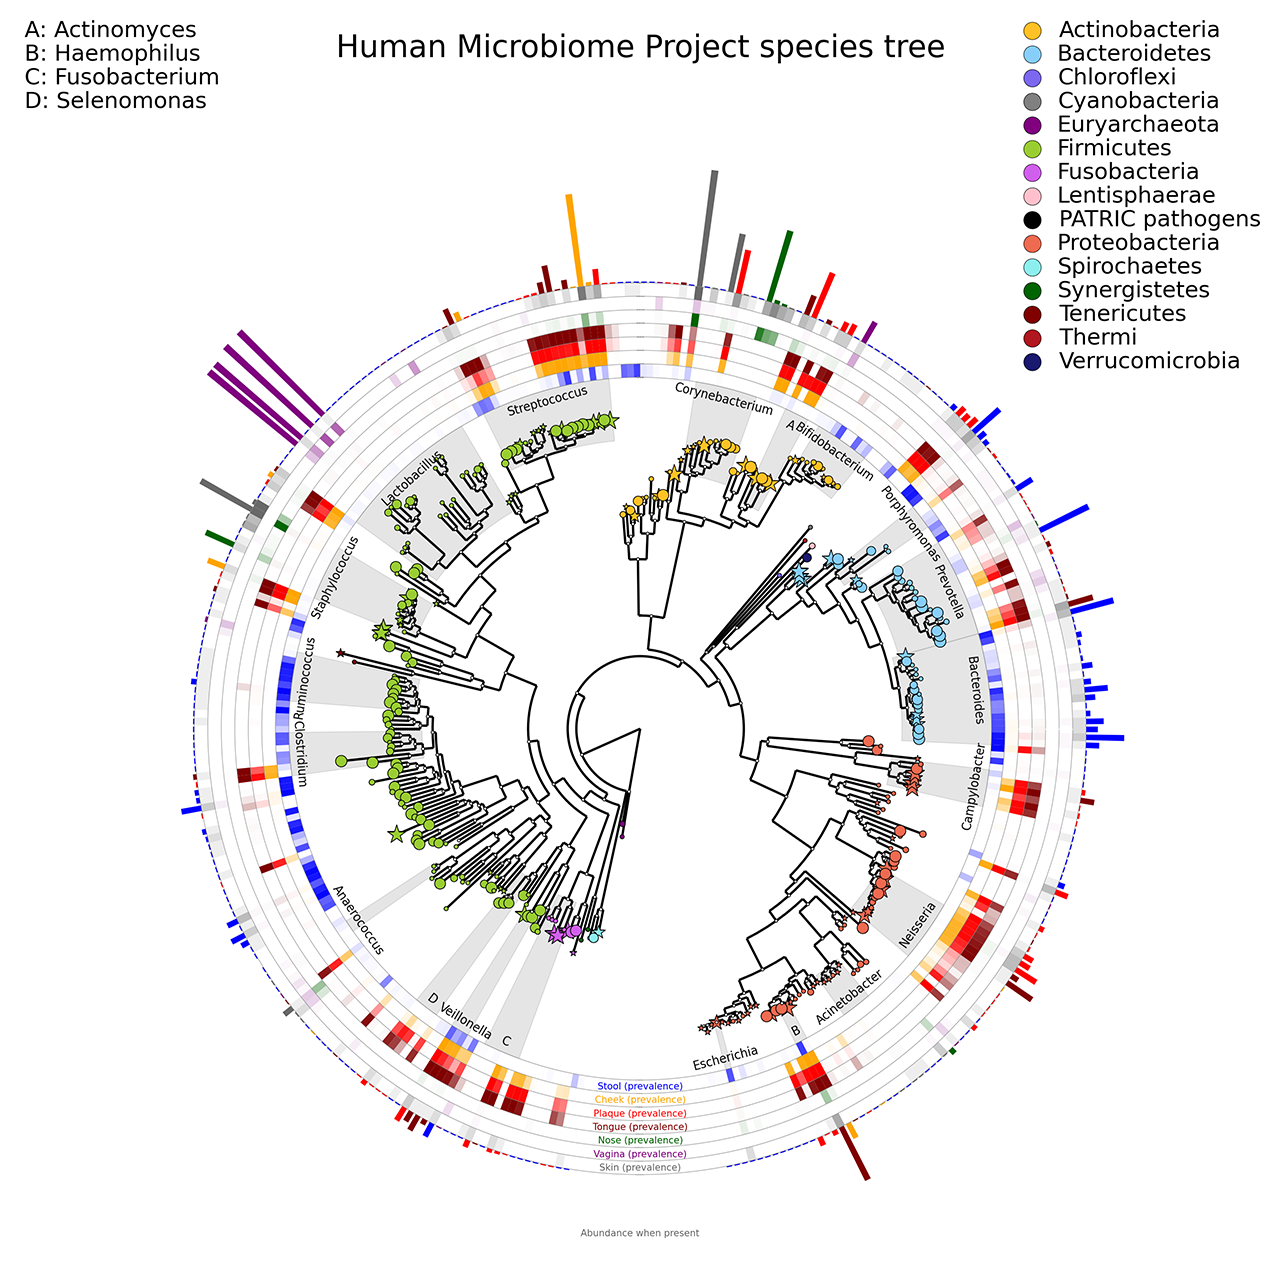 A: Actinomyces
B: Haemophilus
C: Fusobacterium
D: Selenomonas
Human Microbiome Project species tree
Actinobacteria
Bacteroidetes
Chloroflexi
Cyanobacteria
Euryarchaeota
Firmicutes
Fusobacteria
Lentisphaerae
PATRIC pathogens
Proteobacteria
Spirochaetes
Synergistetes
Tenericutes
Thermi
Verrucomicrobia
Streptococcus
Corynebacterium
A
Bifidobacterium
Lactobacillus
Porphyromonas
Prevotella
Staphylococcus
Bacteroides
Ruminococcus
Clostridium
Campylobacter
Anaerococcus
Neisseria
D
Veillonella
C
Acinetobacter
B
Escherichia
Stool (prevalence)
Cheek (prevalence)
Plaque (prevalence)
Tongue (prevalence)
Nose (prevalence)
Vagina (prevalence)
Skin (prevalence)
Abundance when present